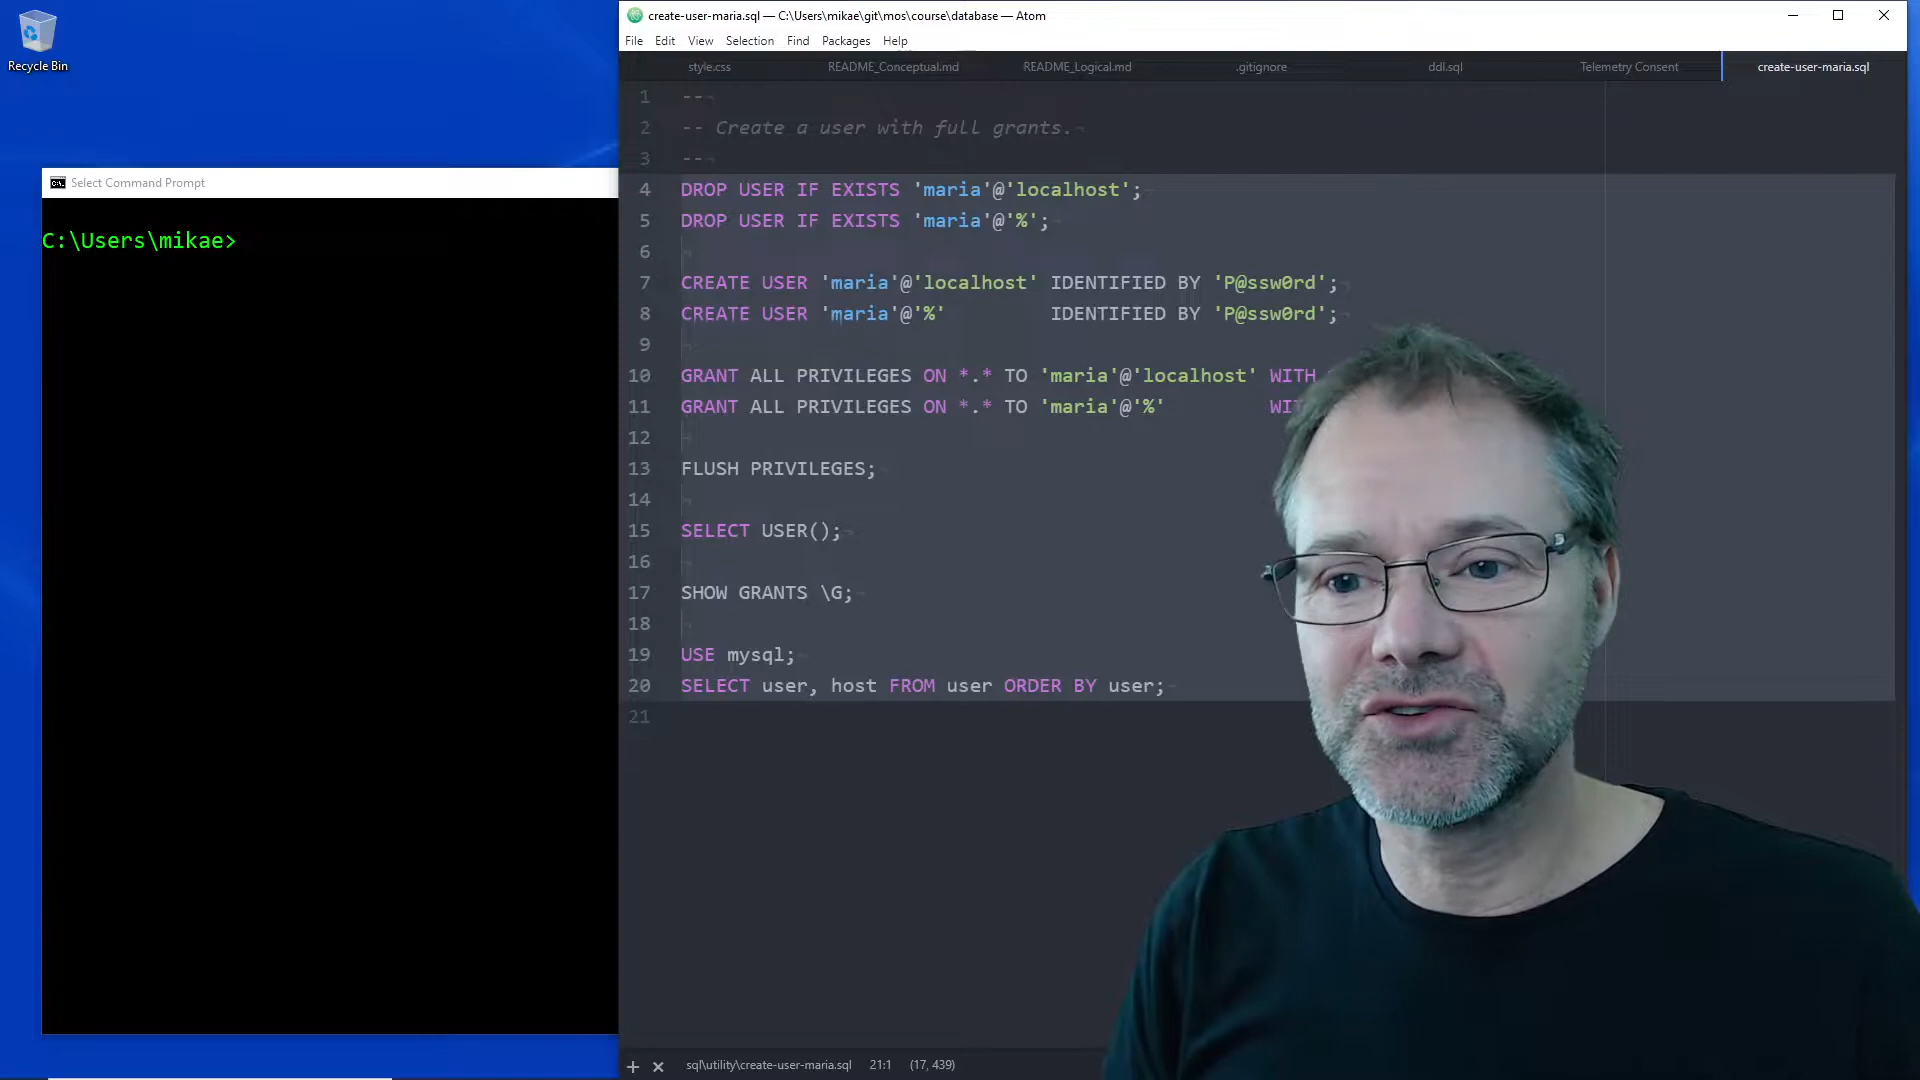 Recycle Bin
Select Command Prompt
C:\Users\mikae>
create-user-maria.sql — C:\Users\mikae\git\mos\course\database — Atom
File Edit View Selection Find Packages Help
style.css README_Conceptual.md README_Logical.md .gitignore ddl.sql Telemetry Consent create-user-maria.sql
1 --
2 -- Create a user with full grants.
3 --
4 DROP USER IF EXISTS 'maria'@'localhost';
5 DROP USER IF EXISTS 'maria'@'%';
6
7 CREATE USER 'maria'@'localhost' IDENTIFIED BY 'P@ssw0rd';
8 CREATE USER 'maria'@'%' IDENTIFIED BY 'P@ssw0rd';
9
10 GRANT ALL PRIVILEGES ON *.* TO 'maria'@'localhost' WITH
11 GRANT ALL PRIVILEGES ON *.* TO 'maria'@'%'
12
13 FLUSH PRIVILEGES;
14
15 SELECT USER();
16
17 SHOW GRANTS \G;
18
19 USE mysql;
20 SELECT user, host FROM user ORDER BY user;
21
sql\utility\create-user-maria.sql 21:1 (17, 439)